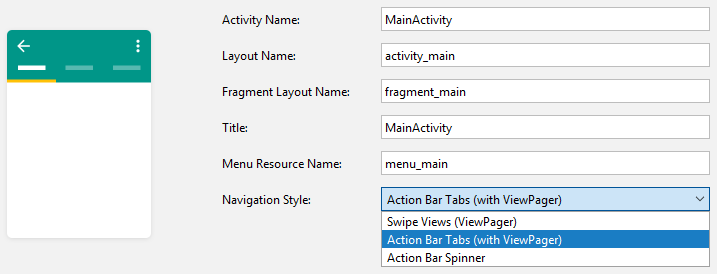 Activity Name: MainActivity
Layout Name: activity_main
Fragment Layout Name: fragment_main
Title: MainActivity
Menu Resource Name: menu_main
Navigation Style: Action Bar Tabs (with ViewPager)
Swipe Views (ViewPager)
Action Bar Tabs (with ViewPager)
Action Bar Spinner